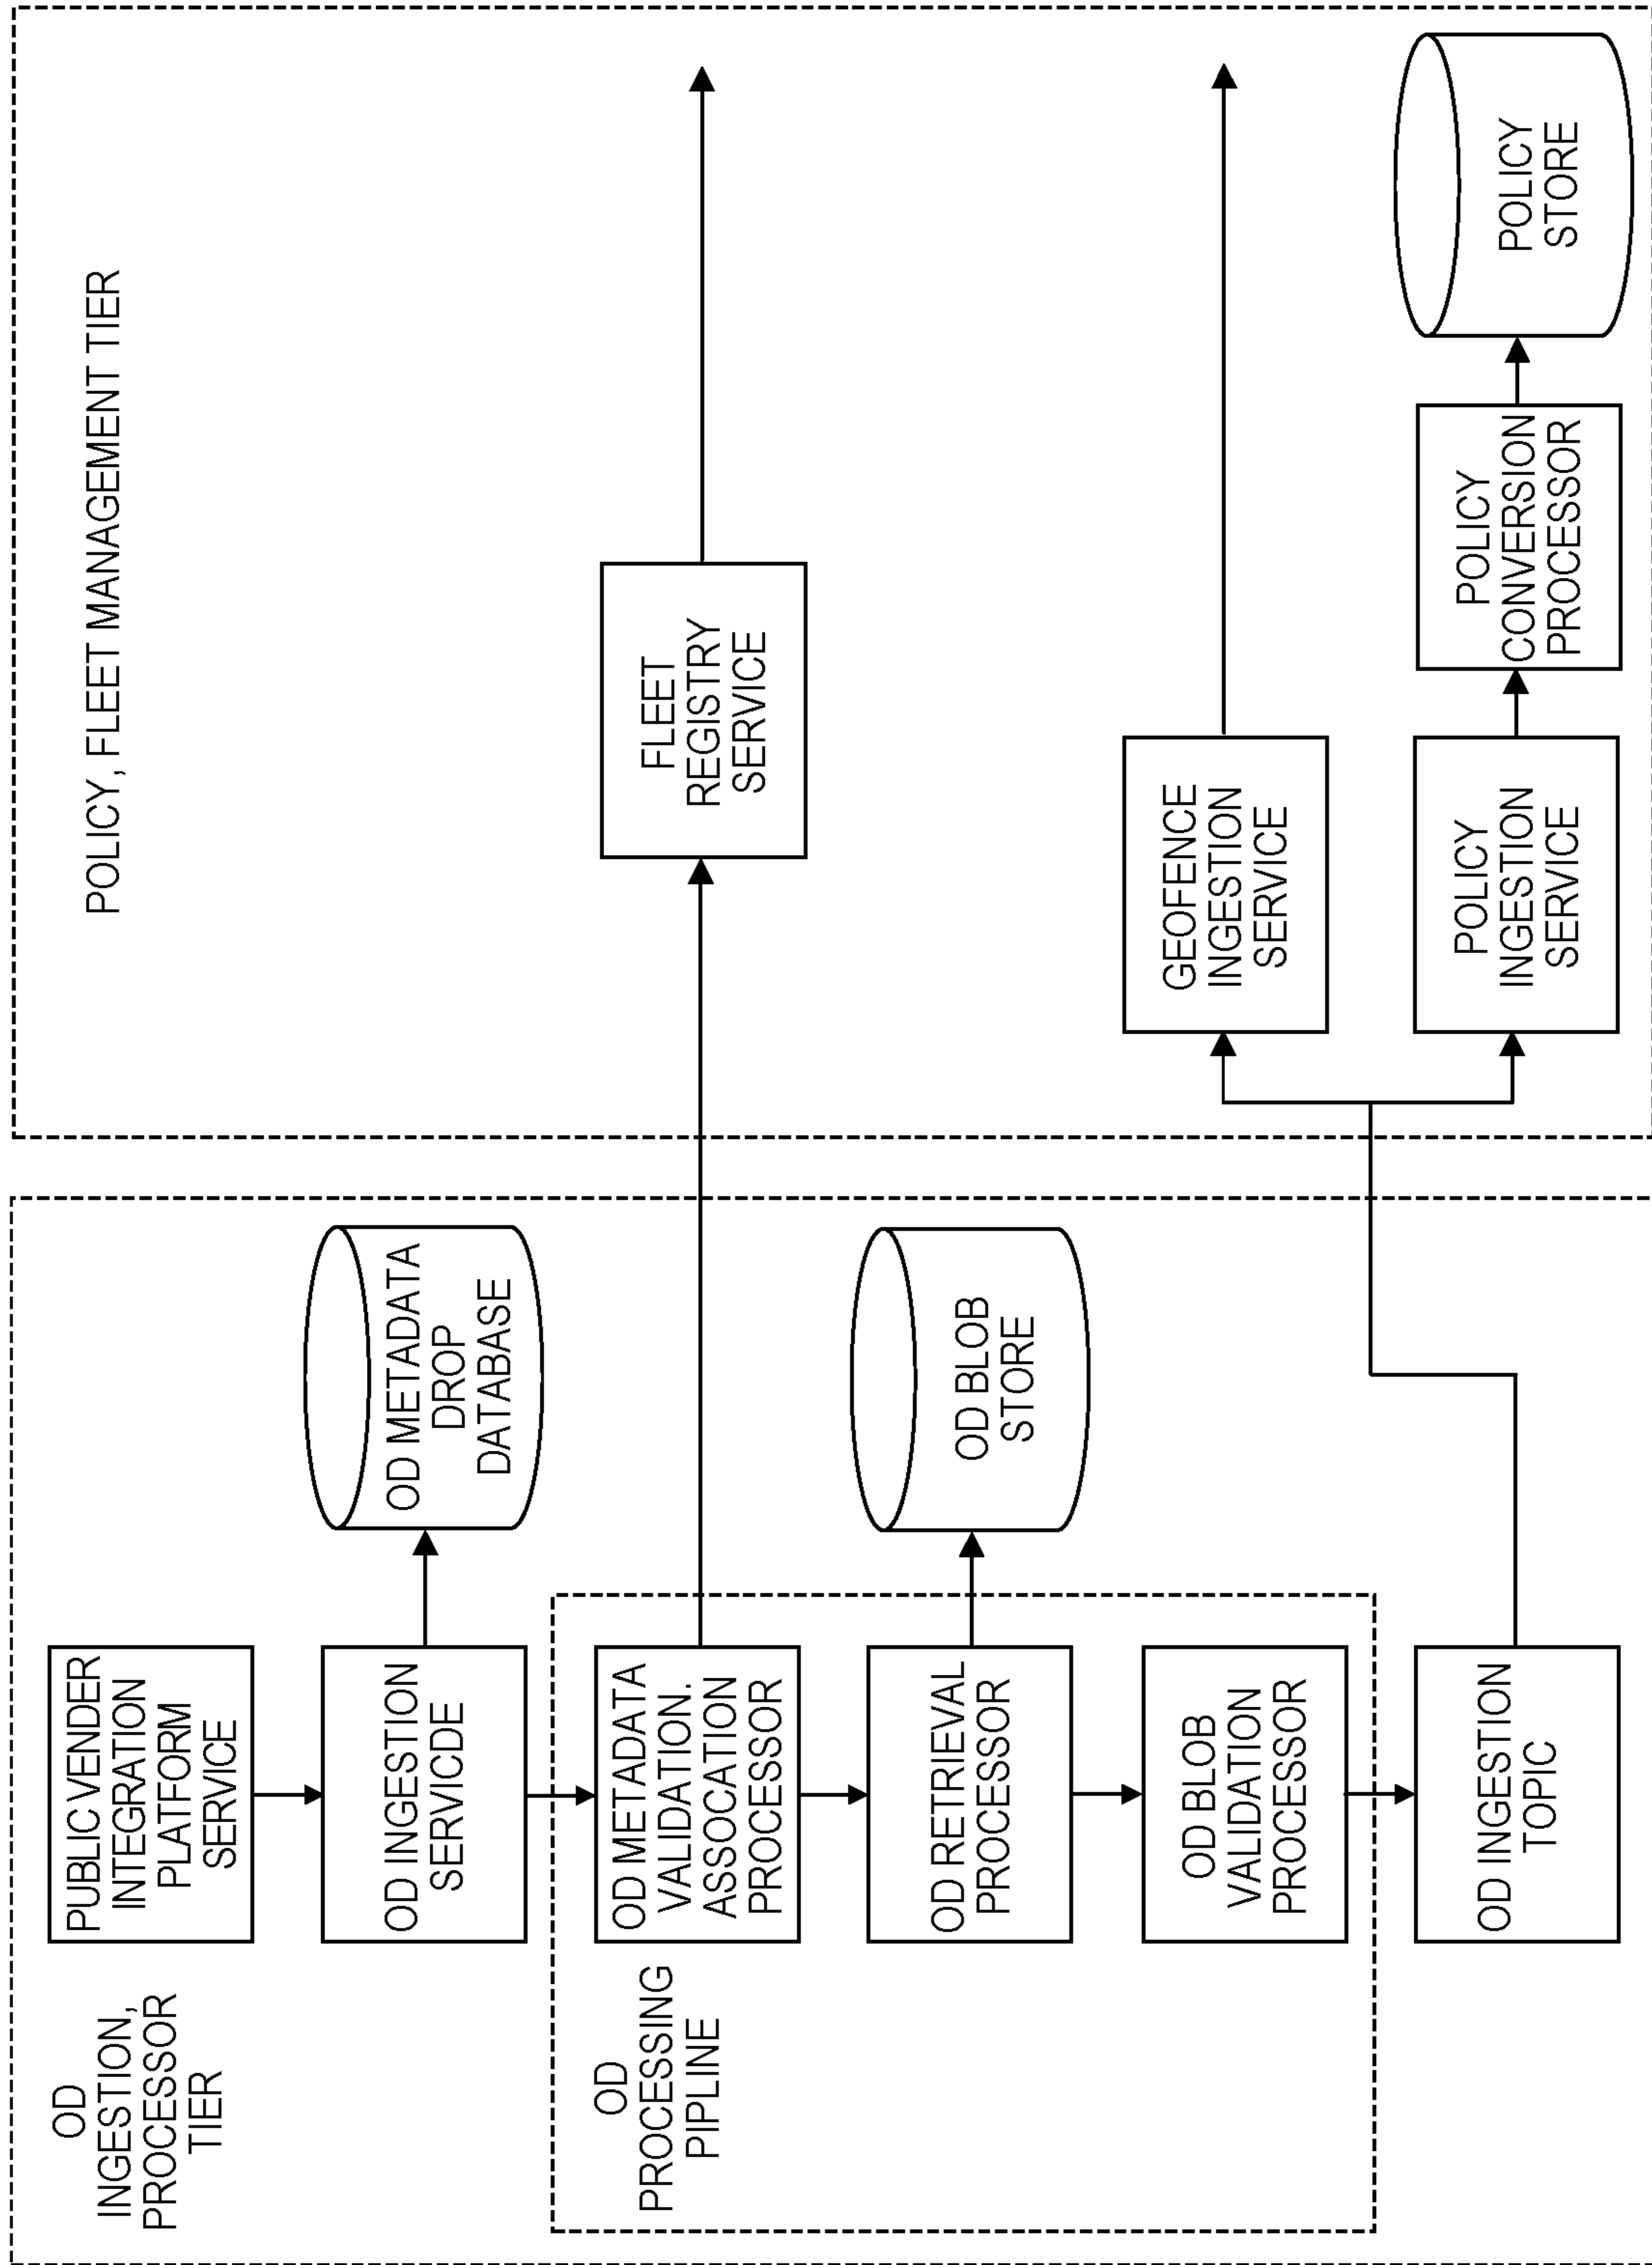 OD
INGESTION,
PROCESSOR
TIER
PUBLIC VENDER
INTEGRATION
PLATFORM
SERVICE
OD INGESTION
SERVICDE
OD METADATA
DROP
DATABASE
OD
PROCESSING
PIPLINE
OD METADATA
VALIDATION.
ASSOCATION
PROCESSOR
OD RETRIEVAL
PROCESSOR
OD BLOB
STORE
OD BLOB
VALIDATION
PROCESSOR
OD INGESTION
TOPIC
POLICY, FLEET MANAGEMENT TIER
FLEET
REGISTRY
SERVICE
GEOFENCE
INGESTION
SERVICE
POLICY
INGESTION
SERVICE
POLICY
CONVERSION
PROCESSOR
POLICY
STORE